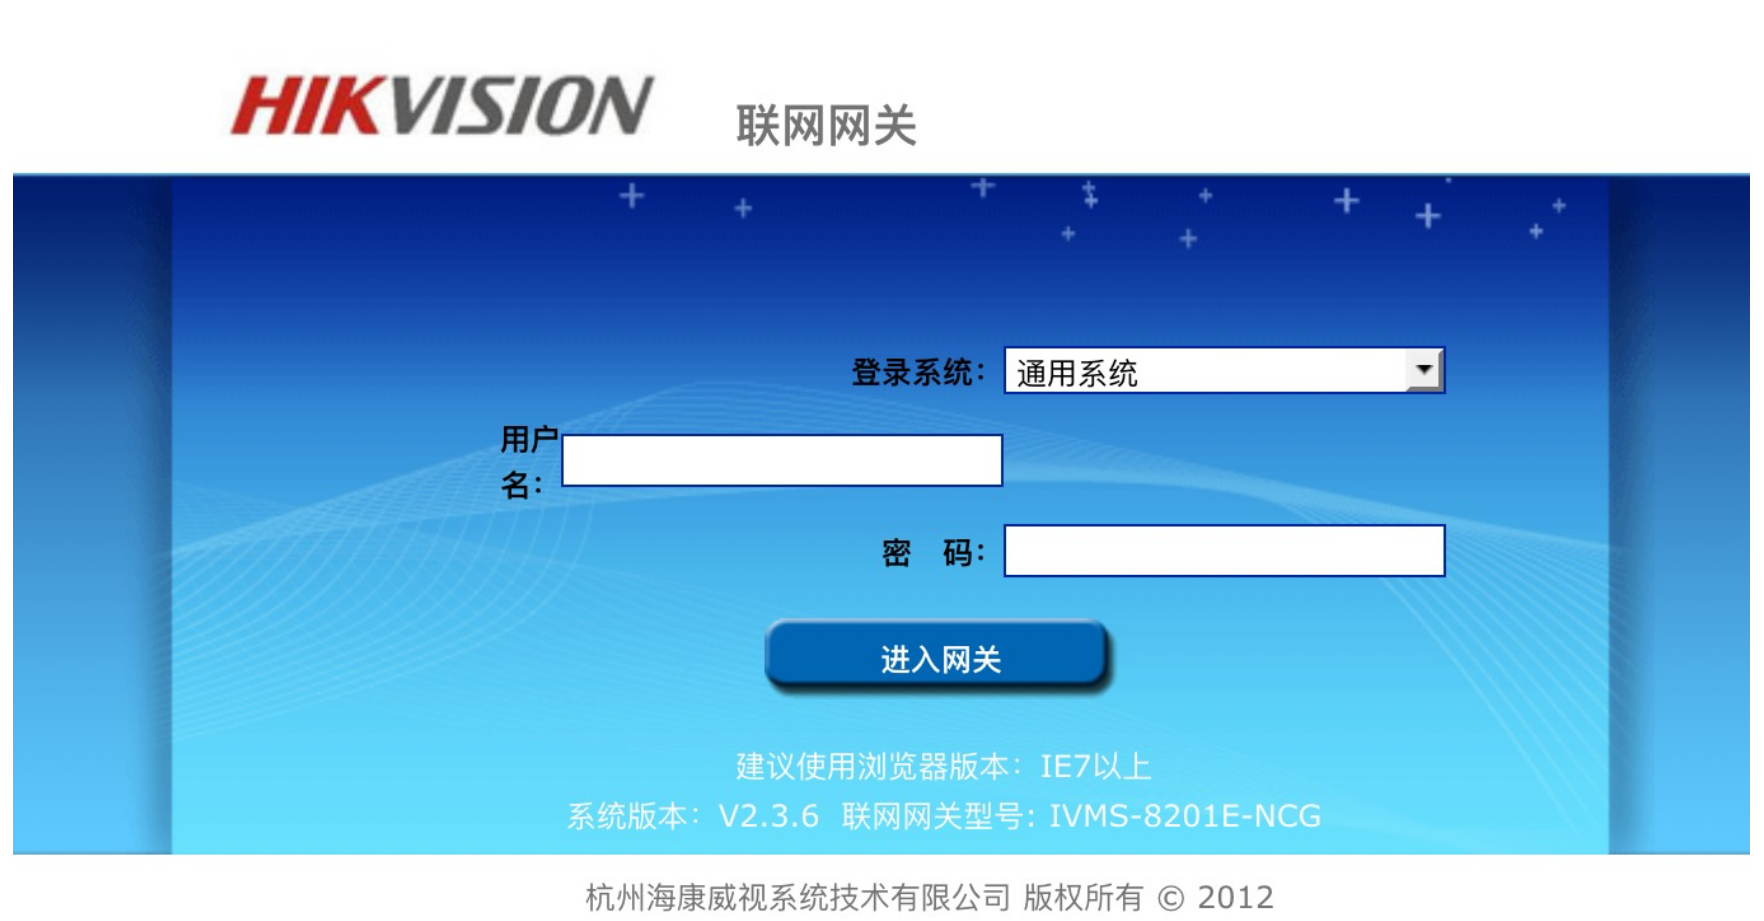 HIKVISION 联网网关
登录系统： 通用系统
用户
名：
密 码：
进入网关
建议使用浏览器版本：IE7以上
系统版本：V2.3.6 联网网关型号: IVMS-8201E-NCG
杭州海康威视系统技术有限公司 版权所有 © 2012